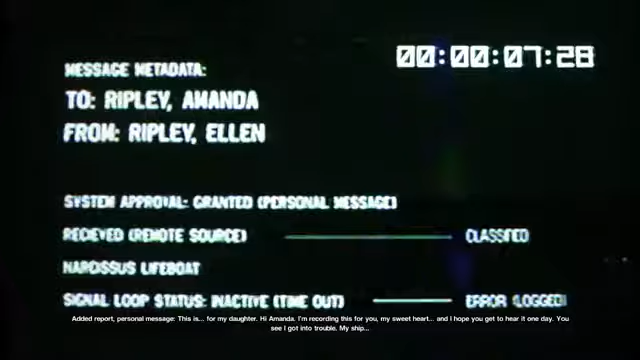 00:00:07:28
MESSAGE METADATA:
TO: RIPLEY, AMANDA
FROM: RIPLEY, ELLEN
SYSTEM APPROVAL: GRANTED (PERSONAL MESSAGE)
RECIEVED (REMOTE SOURCE) CLASSIFIED
NARCISSUS LIFEBOAT
SIGNAL LOOP STATUS: INACTIVE (TIME OUT) ERROR (LOGGED)
Added report, personal message: This is... for my daughter. Hi Amanda. I'm recording this for you, my sweet heart... and I hope you get to hear it one day. You
see I got into trouble. My ship...